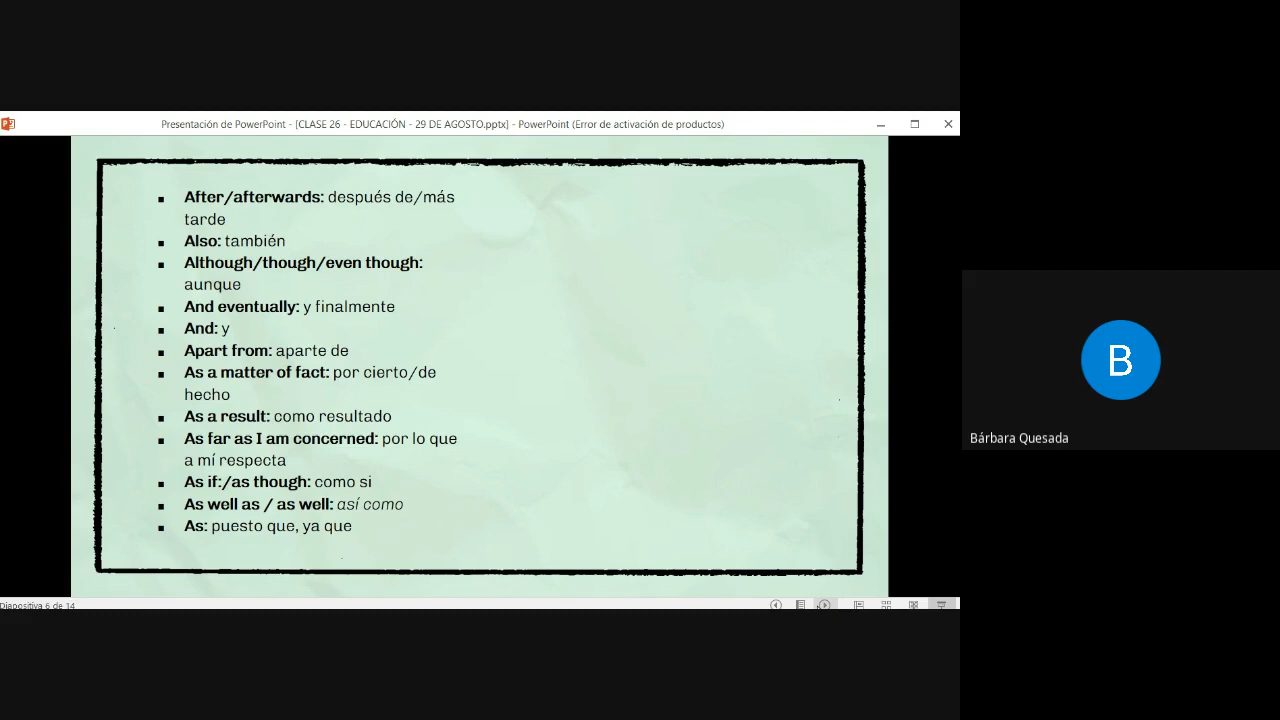 Presentación de PowerPoint - [CLASE 26 - EDUCACIÓN - 29 DE AGOSTO.pptx] - PowerPoint (Error de activación de productos)
After/afterwards: después de/más
tarde
Also: también
Although/though/even though:
aunque
And eventually: y finalmente
And: y
Apart from: aparte de
As a matter of fact: por cierto/de
hecho
As a result: como resultado
As far as I am concerned: por lo que
a mí respecta
As if:/as though: como si
As well as / as well: así como
As: puesto que, ya que
Diapositiva 6 de 14
B
Bárbara Quesada